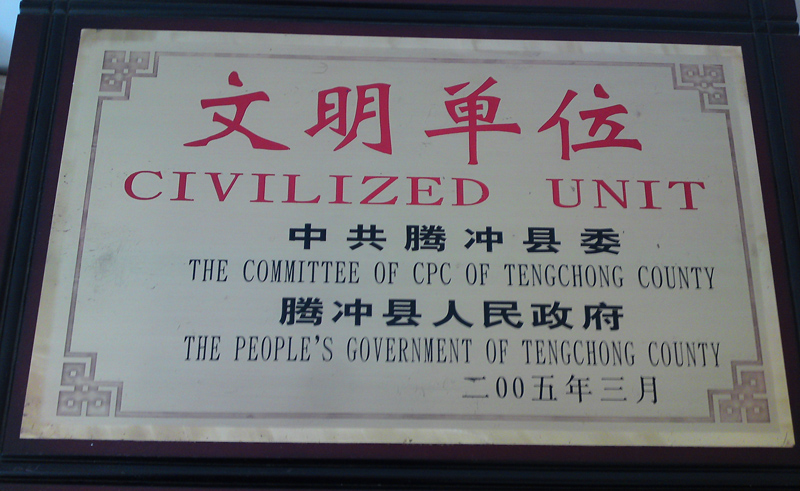 文明单位
CIVILIZED UNIT
中共腾冲县委
THE COMMITTEE OF CPC OF TENGCHONG COUNTY
腾冲县人民政府
THE PEOPLE'S GOVERNMENT OF TENGCHONG COUNTY
二00五年三月